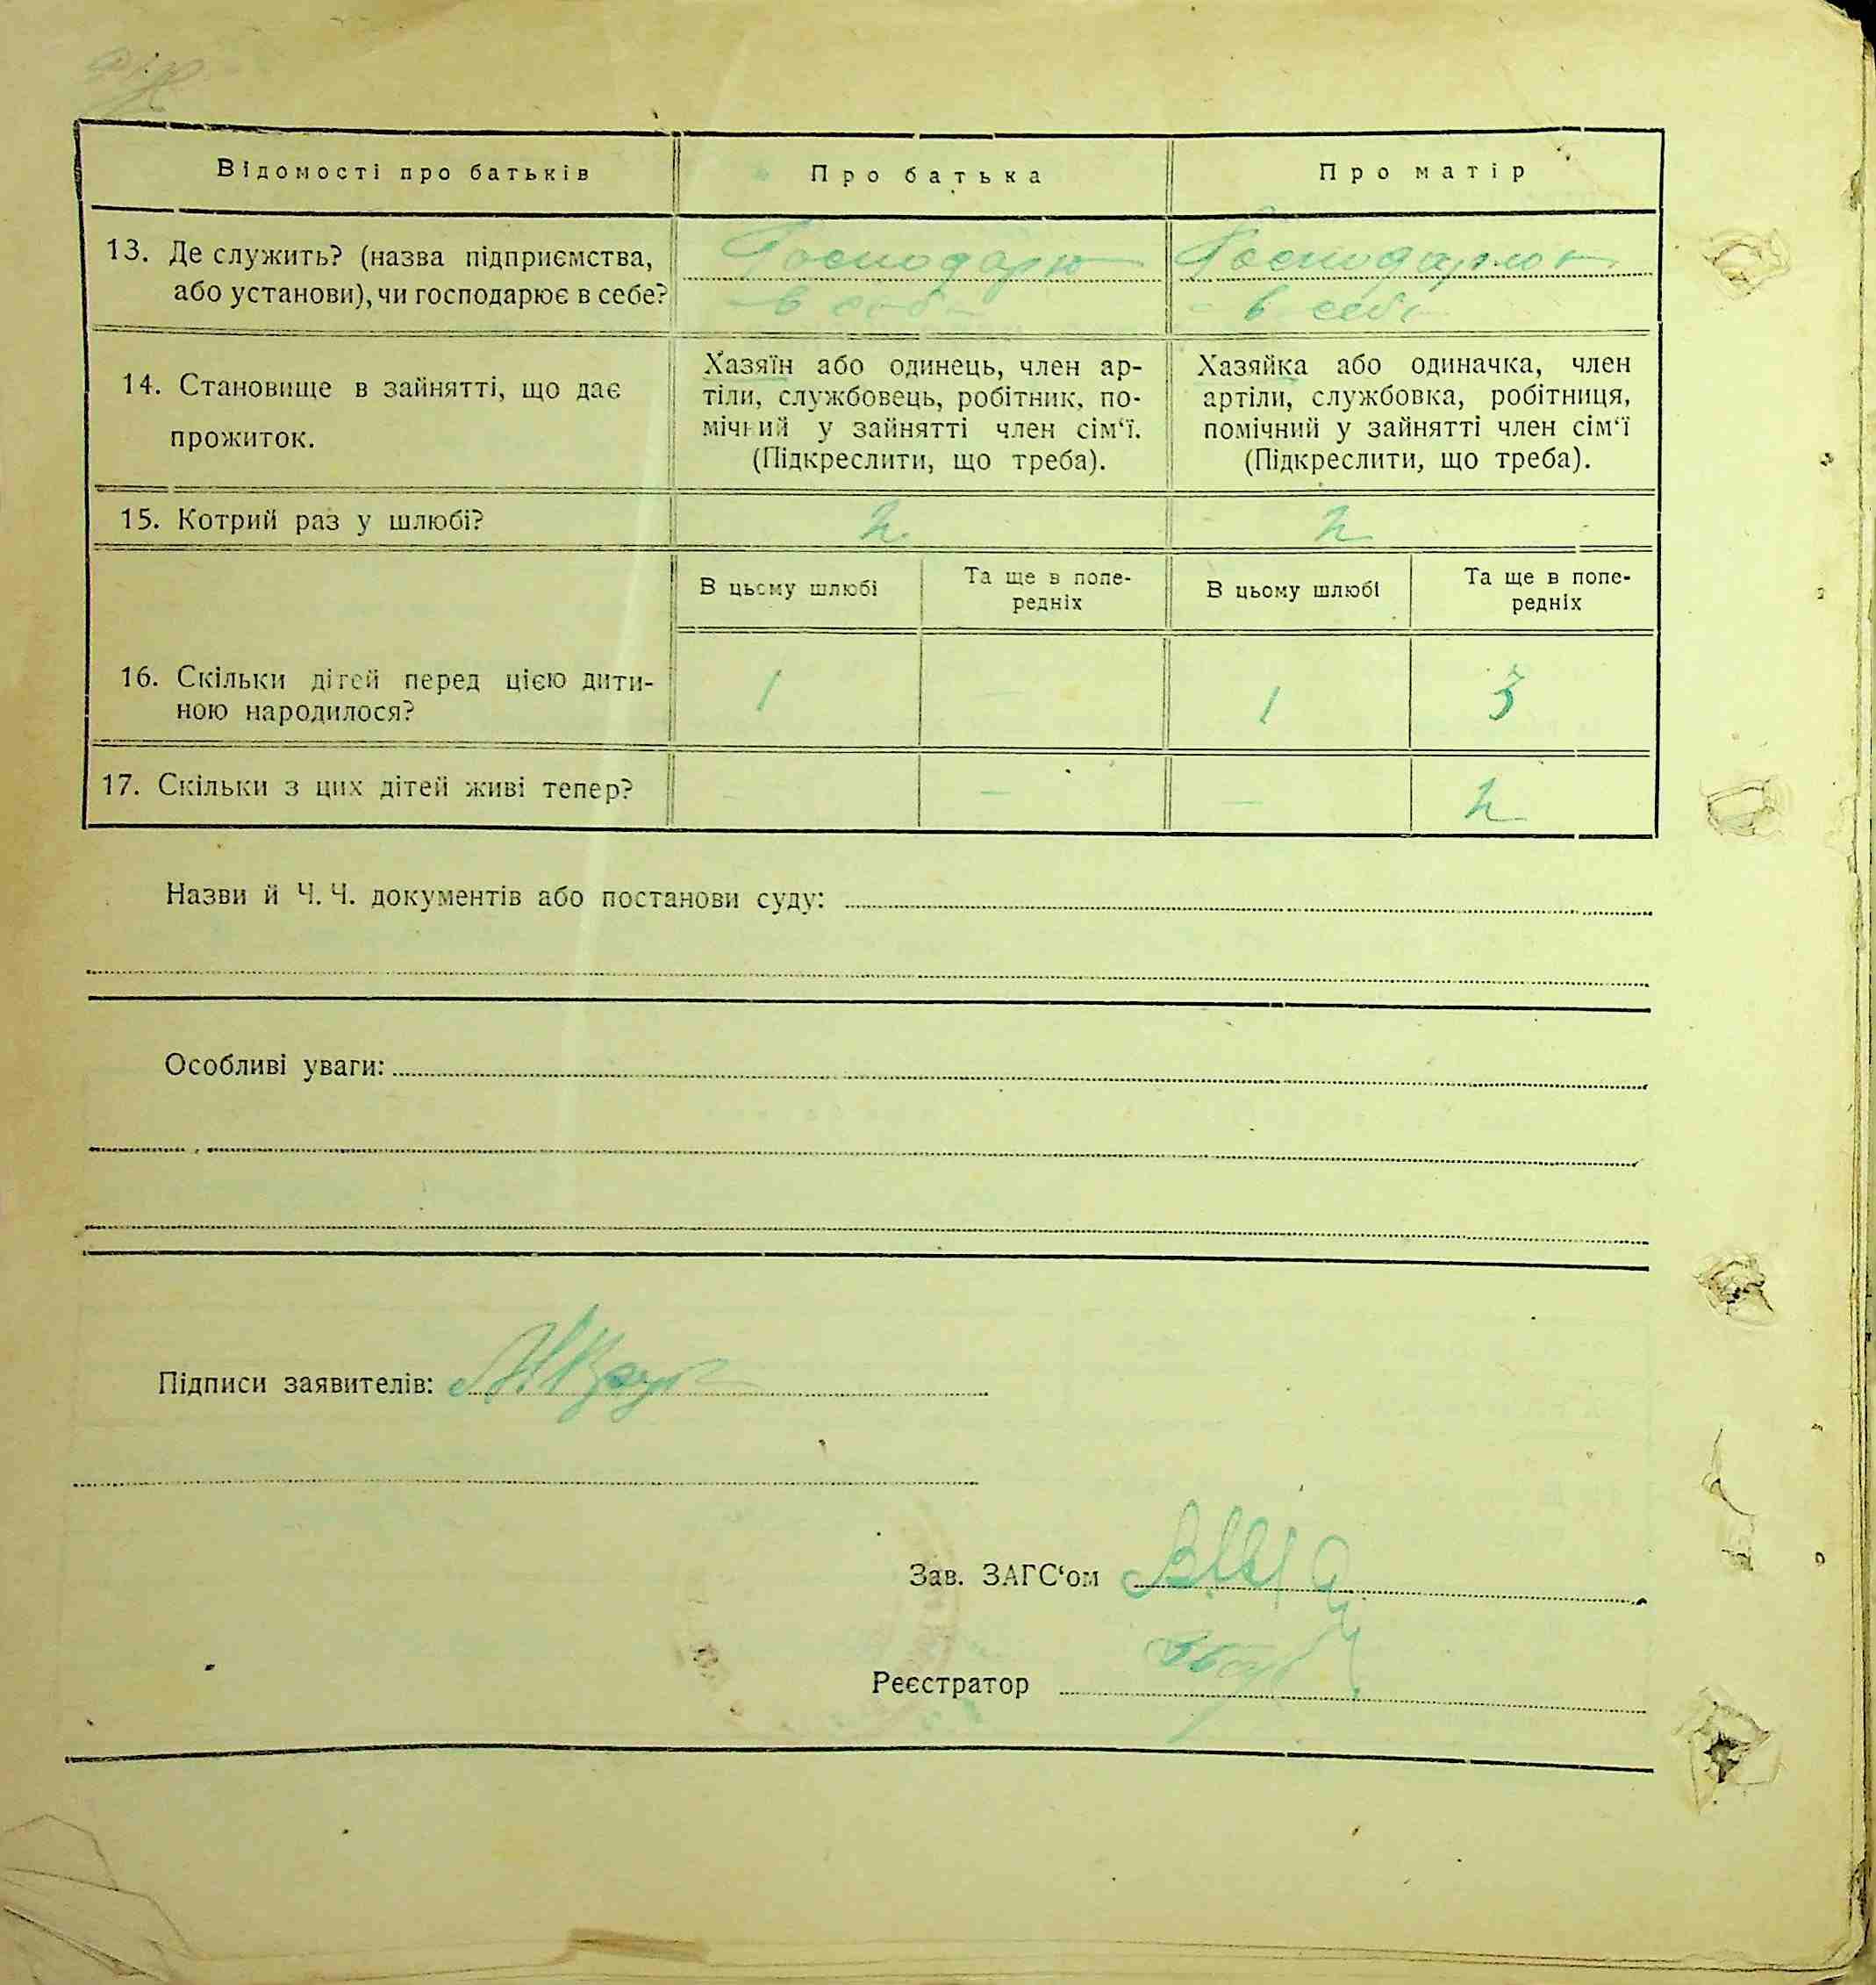 Відомості про батьків
Про батька
Про матір
13. Де служить? (назва підприємства,
або установи), чи господарює в себе?
Господарю
в себе
Господарює
в себе
14. Становище в зайнятті, що дає
прожиток.
Хазяїн або одинець, член ар-
тіли, службовець, робітник, по-
мічний у зайнятті член сім‘ї.
(Підкреслити, що треба).
Хазяйка або одиначка, член
артіли, службовка, робітниця,
помічний у зайнятті член сім‘ї
(Підкреслити, що треба).
15. Котрий раз у шлюбі?
2
2
В цьому шлюбі
Та ще в попе-
редніх
В цьому шлюбі
Та ще в попе-
редніх
16. Скільки дітей перед цією дити-
ною народилося?
1
-
1
3
17. Скільки з цих дітей живі тепер?
-
-
-
2
Назви й Ч. Ч. документів або постанови суду:
Особливі уваги:
Підписи заявителів:
Зав. ЗАГС‘ом
Реєстратор